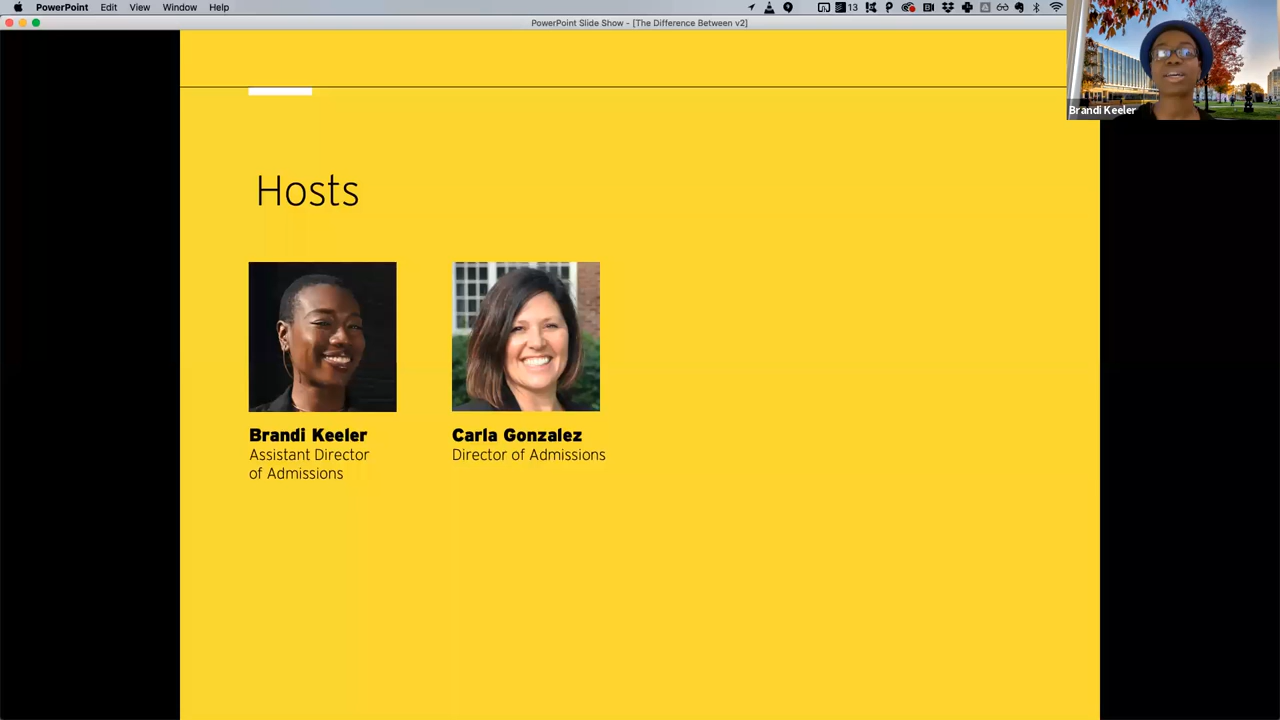 PowerPoint Edit View Window Help
13
PowerPoint Slide Show - [The Difference Between v2]
Brandi Keeler
Hosts
Brandi Keeler
Assistant Director
of Admissions
Carla Gonzalez
Director of Admissions